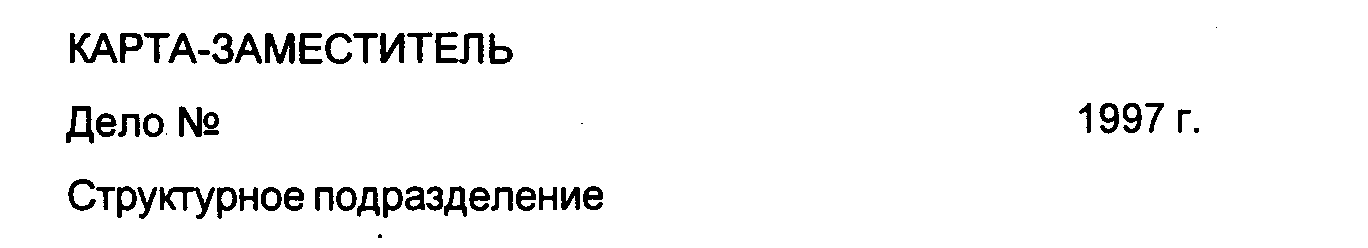 КАРТА-ЗАМЕСТИТЕЛЬ
Дело № 1997 г.
Структурное подразделение